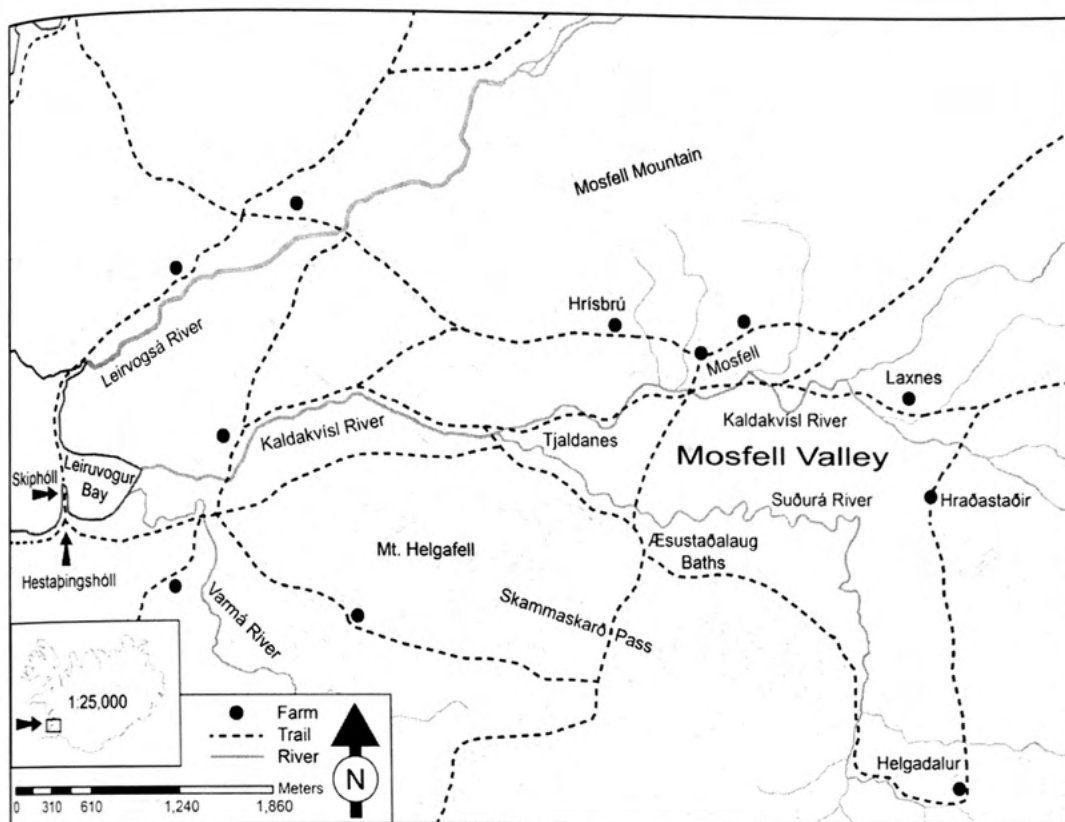 Mosfell Mountain
Hrísbrú
Mosfell
Leirvogsá River
Laxnes
Kaldakvísl River
Kaldakvísl River
Tjaldanes
Mosfell Valley
Skiphóll
Leiruvogur
Bay
Suðurá River
Hraðastaðir
Hestaþingshóll
Mt. Helgafell
Æsustaðalaug
Baths
Varmá River
Skammaskarð Pass
Helgadalur
1:25,000
Farm
Trail
River
N
Meters
0 310 610 1,240 1,860